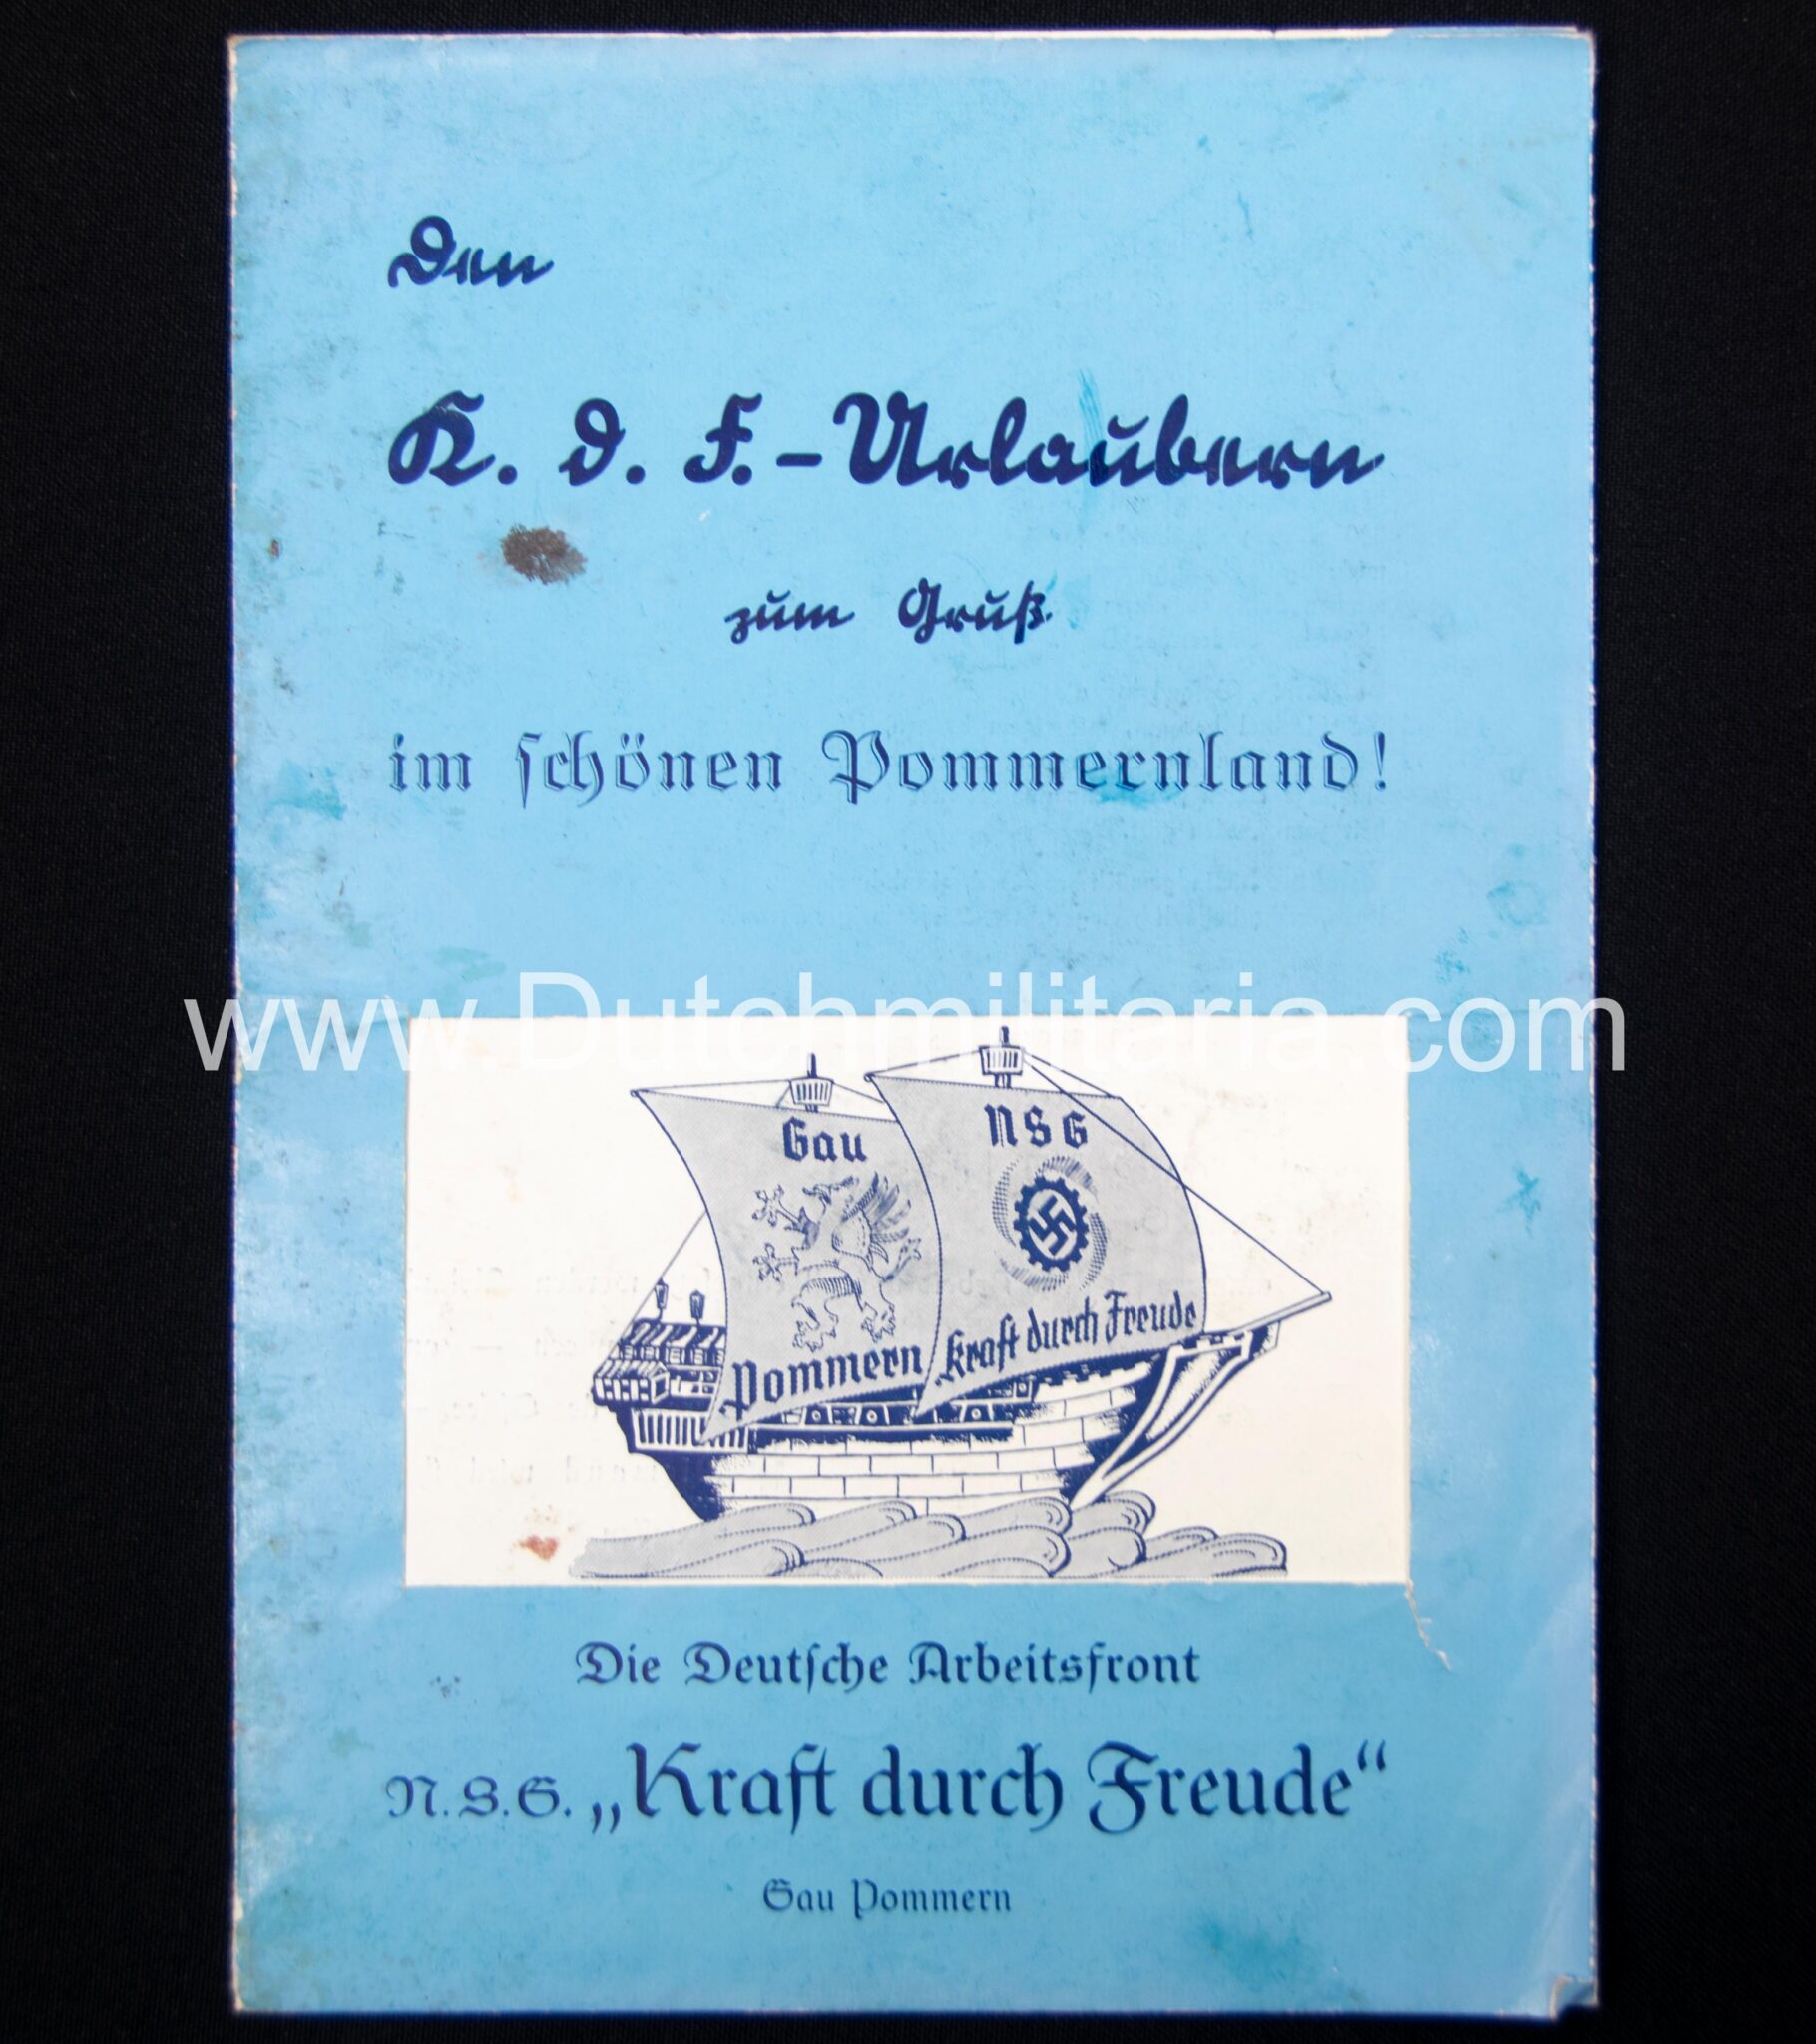 Den
K. d. F.-Urlaubern
zum Gruß
im schönen Pommernland!
www.Dutchmilitaria.com
Gau
Pommern
NSG
Kraft durch Freude
Die Deutsche Arbeitsfront
N.S.G. „Kraft durch Freude“
Gau Pommern